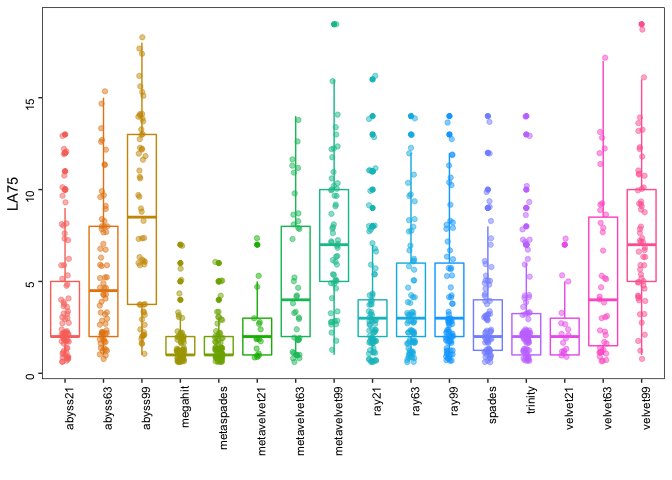 LA75
15
10
5
0
abyss21
abyss63
abyss99
megahit
metaspades
metavelvet21
metavelvet63
metavelvet99
ray21
ray63
ray99
spades
trinity
velvet21
velvet63
velvet99